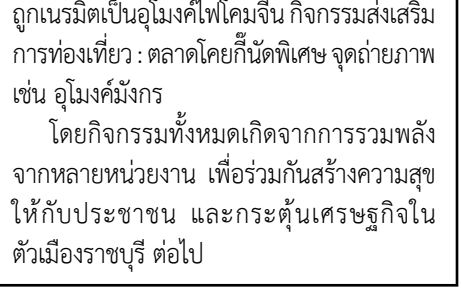 ถูกเนรมิตเป็นอุโมงค์ไฟโคมจีน กิจกรรมส่งเสริม
การท่องเที่ยว : ตลาดโคยกี๊นัดพิเศษ จุดถ่ายภาพ
เช่น อุโมงค์มังกร
โดยกิจกรรมทั้งหมดเกิดจากการรวมพลัง
จากหลายหน่วยงาน เพื่อร่วมกันสร้างความสุข
ให้กับประชาชน และกระตุ้นเศรษฐกิจใน
ตัวเมืองราชบุรี ต่อไป